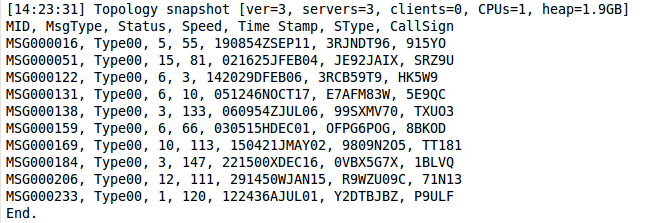 [14:23:31] Topology snapshot [ver=3, servers=3, clients=0, CPUs=1, heap=1.9GB]
MID, MsgType, Status, Speed, Time Stamp, SType, CallSign
MSG000016, Type00, 5, 55, 190854ZSEP11, 3RJNDT96, 915YO
MSG000051, Type00, 15, 81, 021625JFEB04, JE92JAIX, SRZ9U
MSG000122, Type00, 6, 3, 142029DFEB06, 3RCB59T9, HK5W9
MSG000131, Type00, 6, 10, 051246NOCT17, E7AFM83W, 5E9QC
MSG000138, Type00, 3, 133, 060954ZJUL06, 99SXMV70, TXUO3
MSG000159, Type00, 6, 66, 030515HDEC01, OFPG6POG, 8BKOD
MSG000169, Type00, 10, 113, 150421JMAY02, 9809N2O5, TT181
MSG000184, Type00, 3, 147, 221500XDEC16, 0VBX5G7X, 1BLVQ
MSG000206, Type00, 12, 111, 291450WJAN15, R9WZU09C, 71N13
MSG000233, Type00, 1, 120, 122436AJUL01, Y2DTBJBZ, P9ULF
End.